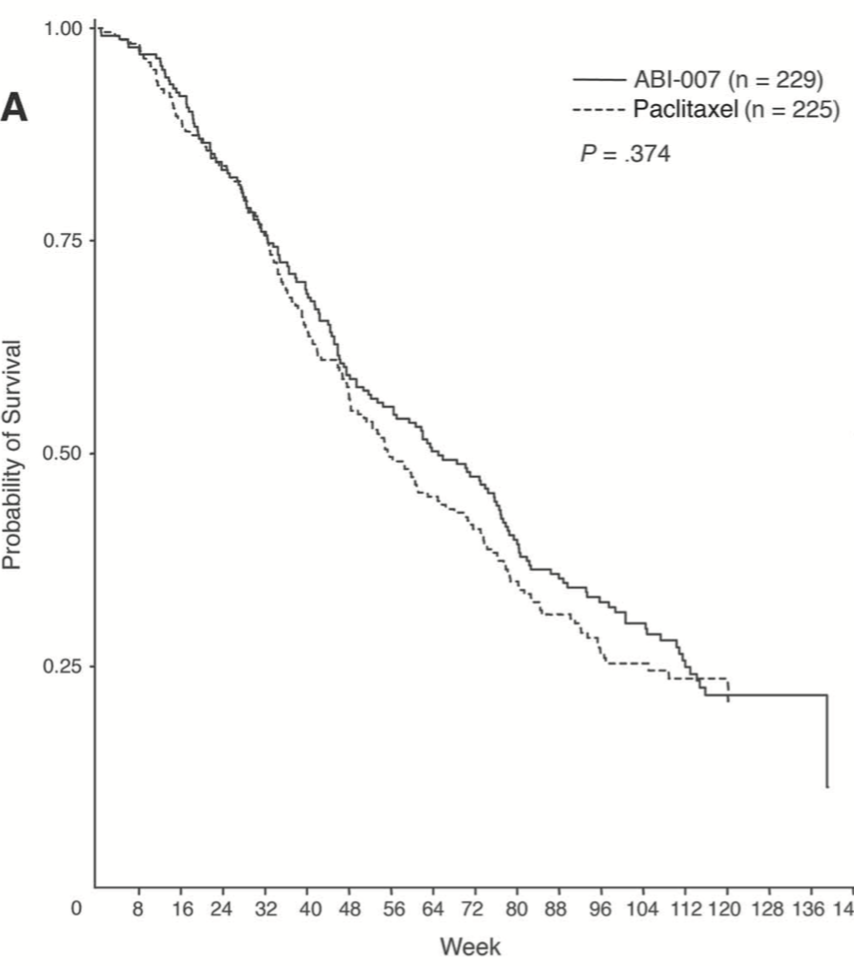 1.00
A
ABI-007 (n = 229)
Paclitaxel (n = 225)
P = .374
0.75
Probability of Survival
0.50
0.25
0 8 16 24 32 40 48 56 64 72 80 88 96 104 112 120 128 136 14
Week